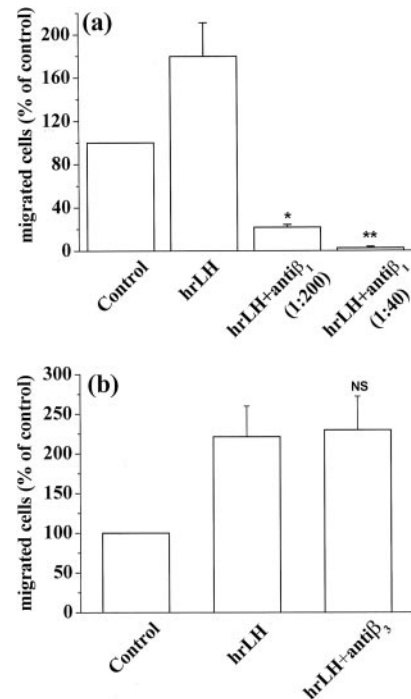 (a)
migrated cells (% of control)
200
160
120
80
40
0
*
**
Control
hrLH
hrLH+antiβ₁
(1:200)
hrLH+antiβ₁
(1:40)
(b)
migrated cells (% of control)
300
250
200
150
100
50
0
NS
Control
hrLH
hrLH+antiβ₃